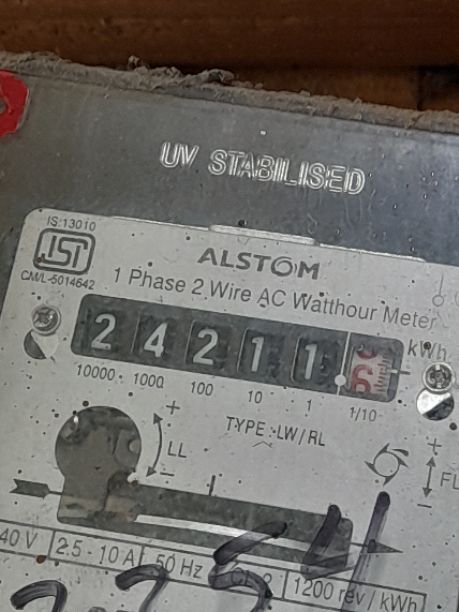 UV STABILISED
IS:13010
ISI
CM/L-5014642
ALSTOM
1 Phase 2 Wire AC Watthour Meter
2 4 2 1 1 6 kWh
10000 1000 100 10 1 1/10
TYPE :-LW/RL
+ LL -
+ FL -
40 V 2.5 - 10 A 50 Hz 1200 rev / kWh